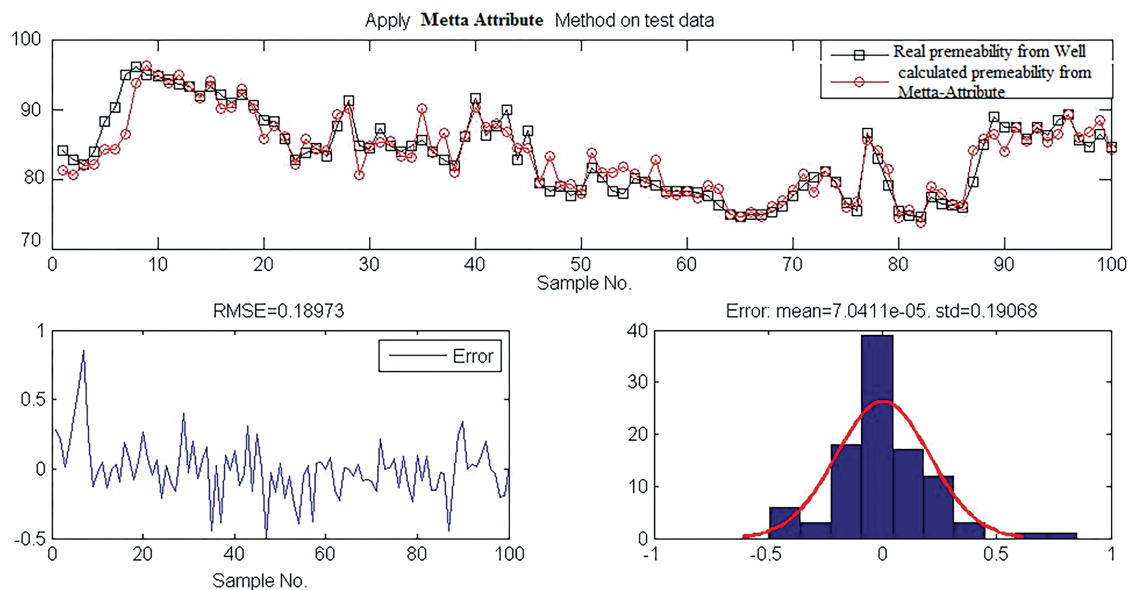 Apply Metta Attribute Method on test data
100
90
80
70
Real premeability from Well
calculated premeability from
Metta-Attribute
0 10 20 30 40 50 60 70 80 90 100
Sample No.
RMSE=0.18973
1
0.5
0
-0.5
Error
0 20 40 60 80 100
Sample No.
Error: mean=7.0411e-05. std=0.19068
40
30
20
10
0
-1 -0.5 0 0.5 1